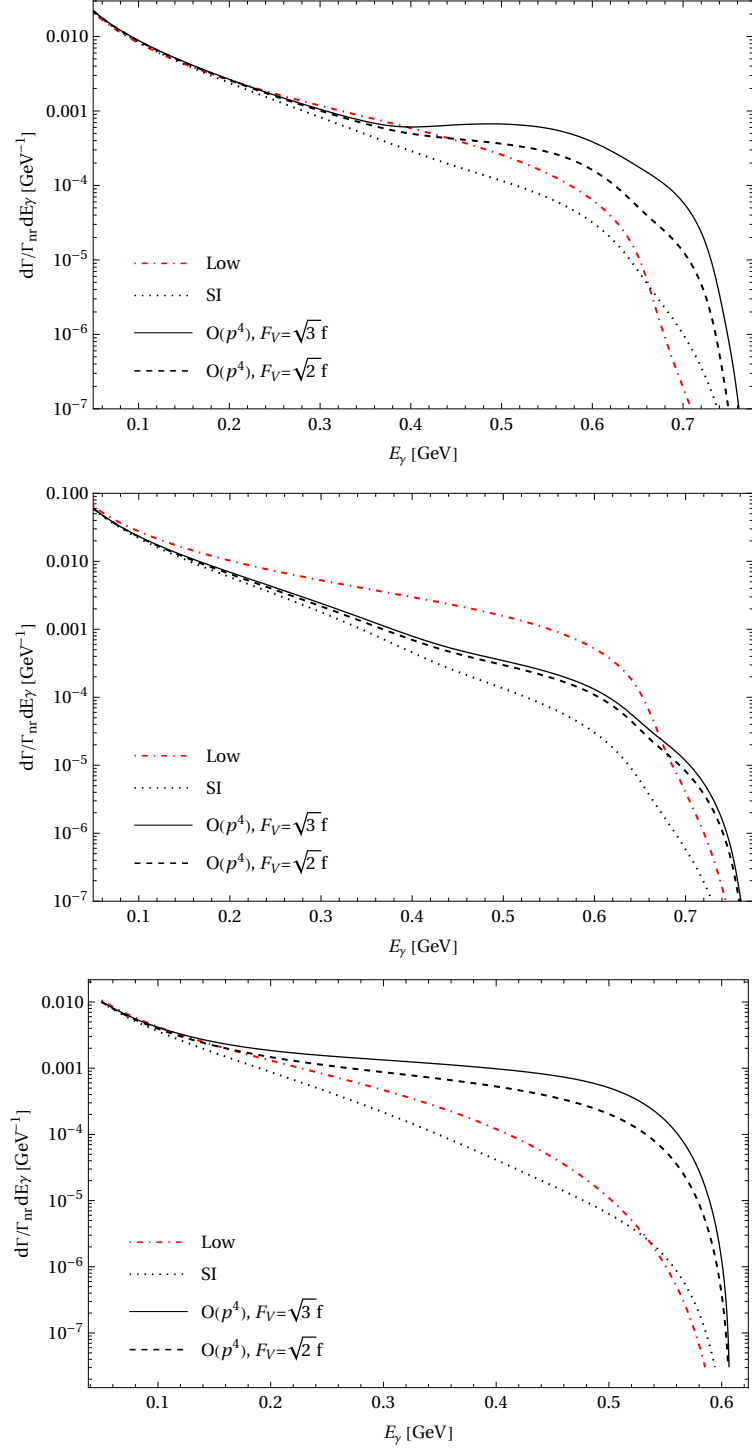 0.010
0.001
10⁻⁴
10⁻⁵
10⁻⁶
10⁻⁷
dΓ/Γnr dEγ [GeV⁻¹]
Low
SI
O(p⁴), F_V=√3 f
O(p⁴), F_V=√2 f
0.1 0.2 0.3 0.4 0.5 0.6 0.7
E_γ [GeV]
0.100
0.010
0.001
10⁻⁴
10⁻⁵
10⁻⁶
10⁻⁷
dΓ/Γnr dEγ [GeV⁻¹]
Low
SI
O(p⁴), F_V=√3 f
O(p⁴), F_V=√2 f
0.1 0.2 0.3 0.4 0.5 0.6 0.7
E_γ [GeV]
0.010
0.001
10⁻⁴
10⁻⁵
10⁻⁶
10⁻⁷
dΓ/Γnr dEγ [GeV⁻¹]
Low
SI
O(p⁴), F_V=√3 f
O(p⁴), F_V=√2 f
0.1 0.2 0.3 0.4 0.5 0.6
E_γ [GeV]